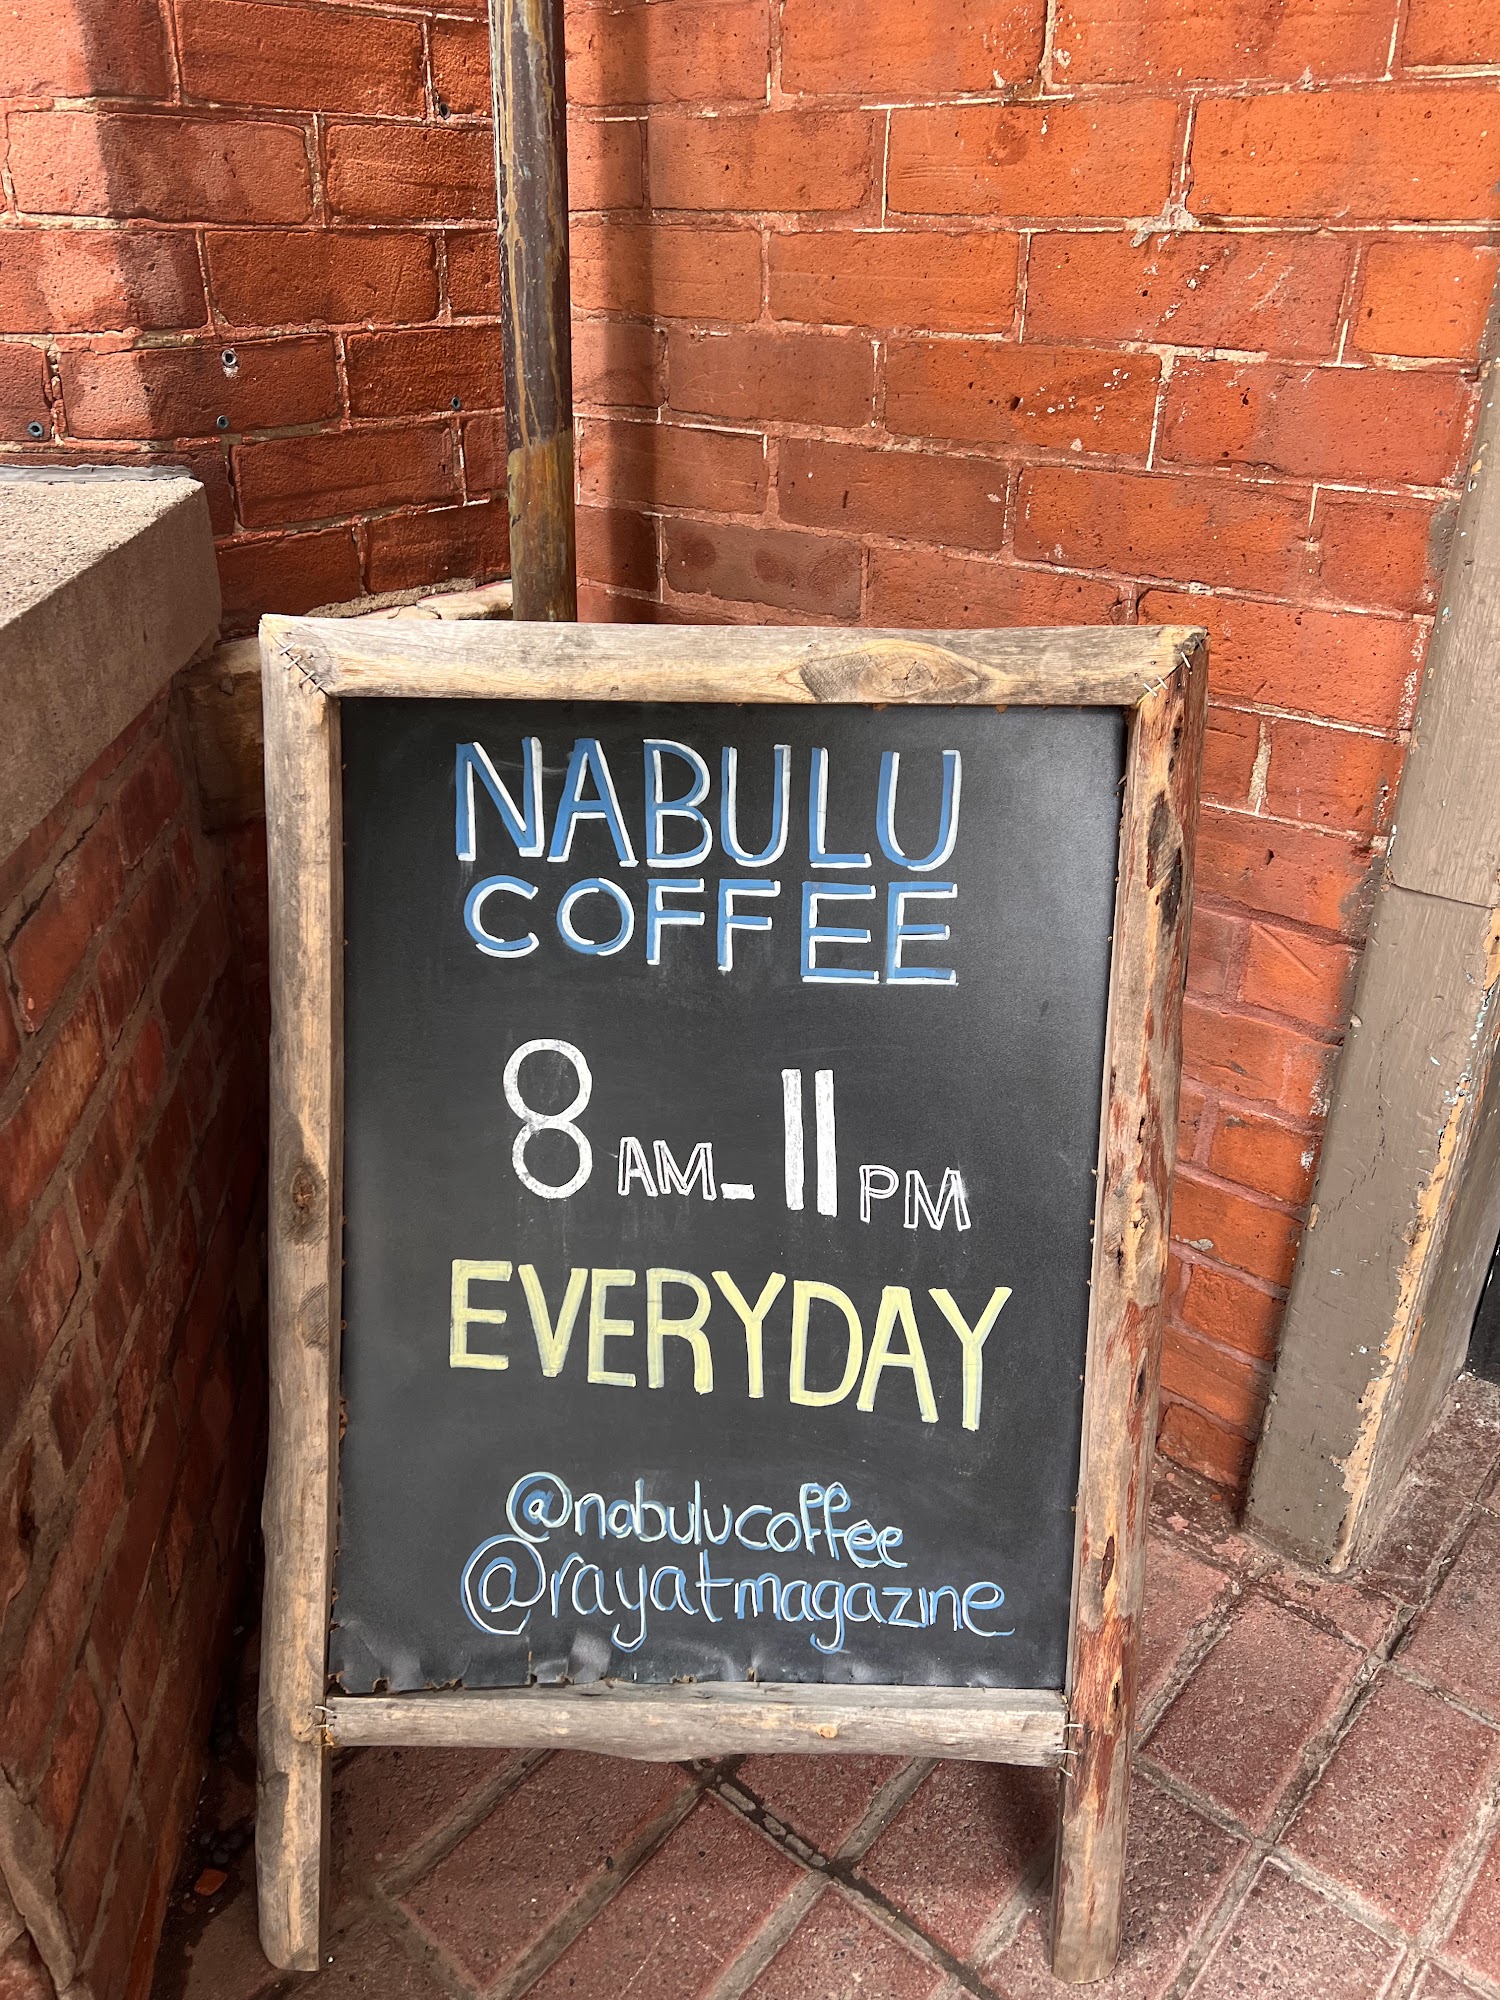 NABULU
COFFEE
8 AM - 11 PM
EVERYDAY
@nabulucoffee
@rayatmagazine